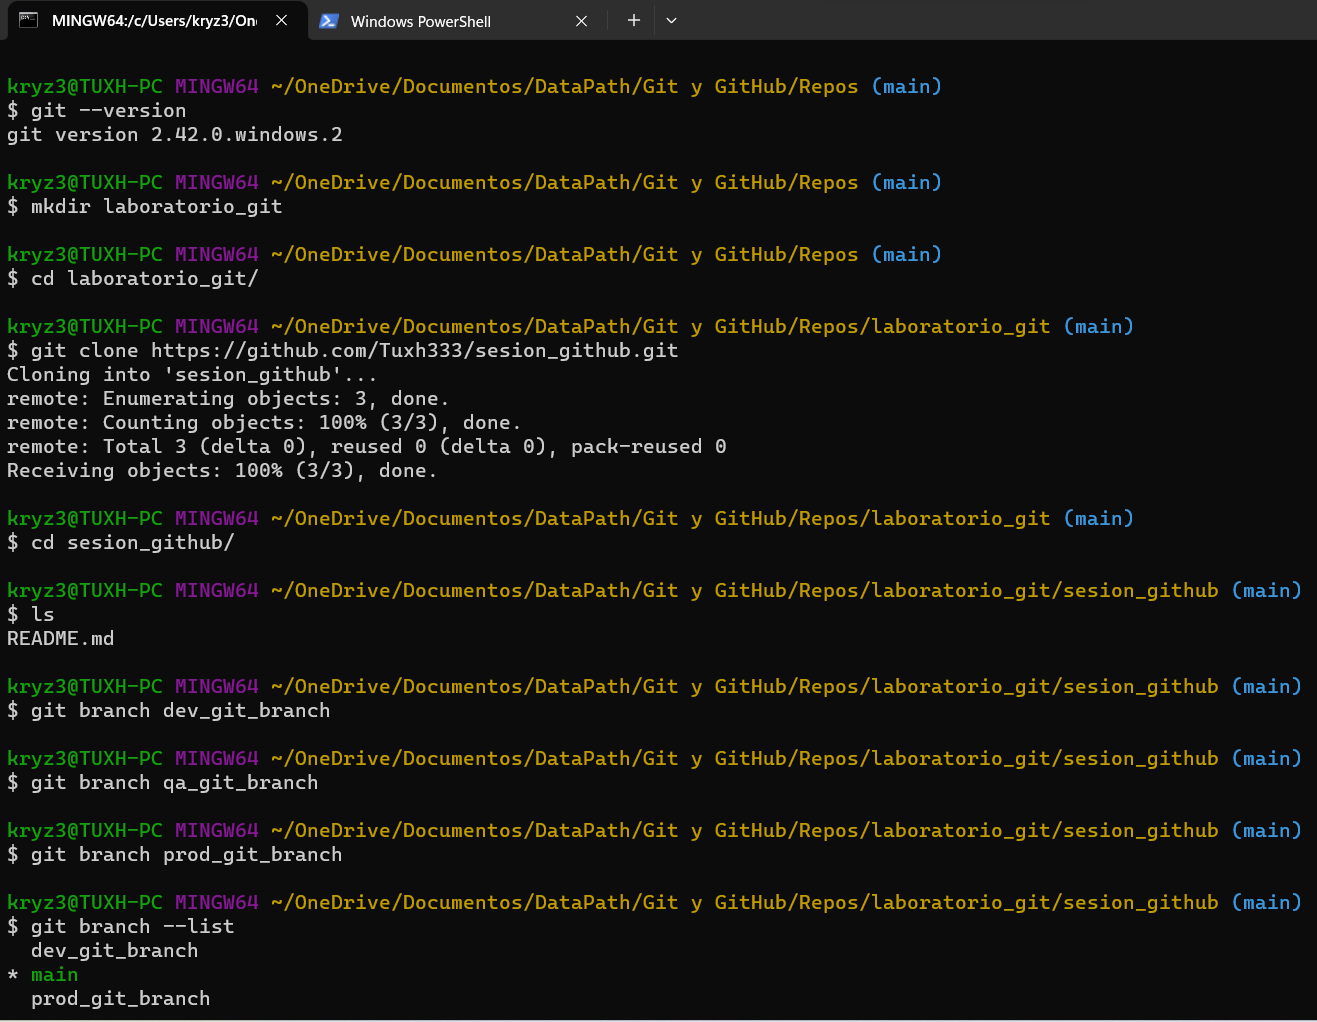 MINGW64:/c/Users/kryz3/On
Windows PowerShell
kryz3@TUXH-PC MINGW64 ~/OneDrive/Documentos/DataPath/Git y GitHub/Repos (main)
$ git --version
git version 2.42.0.windows.2
kryz3@TUXH-PC MINGW64 ~/OneDrive/Documentos/DataPath/Git y GitHub/Repos (main)
$ mkdir laboratorio_git
kryz3@TUXH-PC MINGW64 ~/OneDrive/Documentos/DataPath/Git y GitHub/Repos (main)
$ cd laboratorio_git/
kryz3@TUXH-PC MINGW64 ~/OneDrive/Documentos/DataPath/Git y GitHub/Repos/laboratorio_git (main)
$ git clone https://github.com/Tuxh333/sesion_github.git
Cloning into 'sesion_github'...
remote: Enumerating objects: 3, done.
remote: Counting objects: 100% (3/3), done.
remote: Total 3 (delta 0), reused 0 (delta 0), pack-reused 0
Receiving objects: 100% (3/3), done.
kryz3@TUXH-PC MINGW64 ~/OneDrive/Documentos/DataPath/Git y GitHub/Repos/laboratorio_git (main)
$ cd sesion_github/
kryz3@TUXH-PC MINGW64 ~/OneDrive/Documentos/DataPath/Git y GitHub/Repos/laboratorio_git/sesion_github (main)
$ ls
README.md
kryz3@TUXH-PC MINGW64 ~/OneDrive/Documentos/DataPath/Git y GitHub/Repos/laboratorio_git/sesion_github (main)
$ git branch dev_git_branch
kryz3@TUXH-PC MINGW64 ~/OneDrive/Documentos/DataPath/Git y GitHub/Repos/laboratorio_git/sesion_github (main)
$ git branch qa_git_branch
kryz3@TUXH-PC MINGW64 ~/OneDrive/Documentos/DataPath/Git y GitHub/Repos/laboratorio_git/sesion_github (main)
$ git branch prod_git_branch
kryz3@TUXH-PC MINGW64 ~/OneDrive/Documentos/DataPath/Git y GitHub/Repos/laboratorio_git/sesion_github (main)
$ git branch --list
dev_git_branch
* main
prod_git_branch